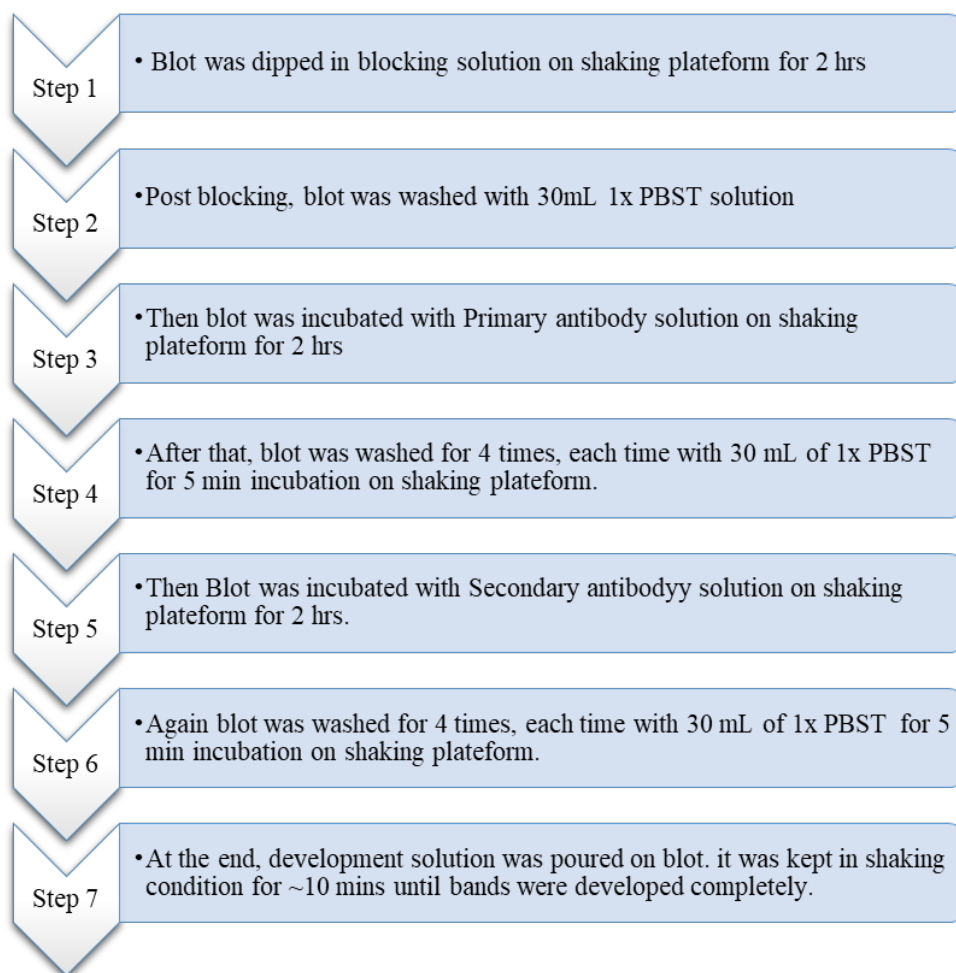 Step 1
• Blot was dipped in blocking solution on shaking plateform for 2 hrs
Step 2
•Post blocking, blot was washed with 30mL 1x PBST solution
Step 3
•Then blot was incubated with Primary antibody solution on shaking
plateform for 2 hrs
Step 4
•After that, blot was washed for 4 times, each time with 30 mL of 1x PBST
for 5 min incubation on shaking plateform.
Step 5
•Then Blot was incubated with Secondary antibodyy solution on shaking
plateform for 2 hrs.
Step 6
•Again blot was washed for 4 times, each time with 30 mL of 1x PBST for 5
min incubation on shaking plateform.
Step 7
•At the end, development solution was poured on blot. it was kept in shaking
condition for ~10 mins until bands were developed completely.